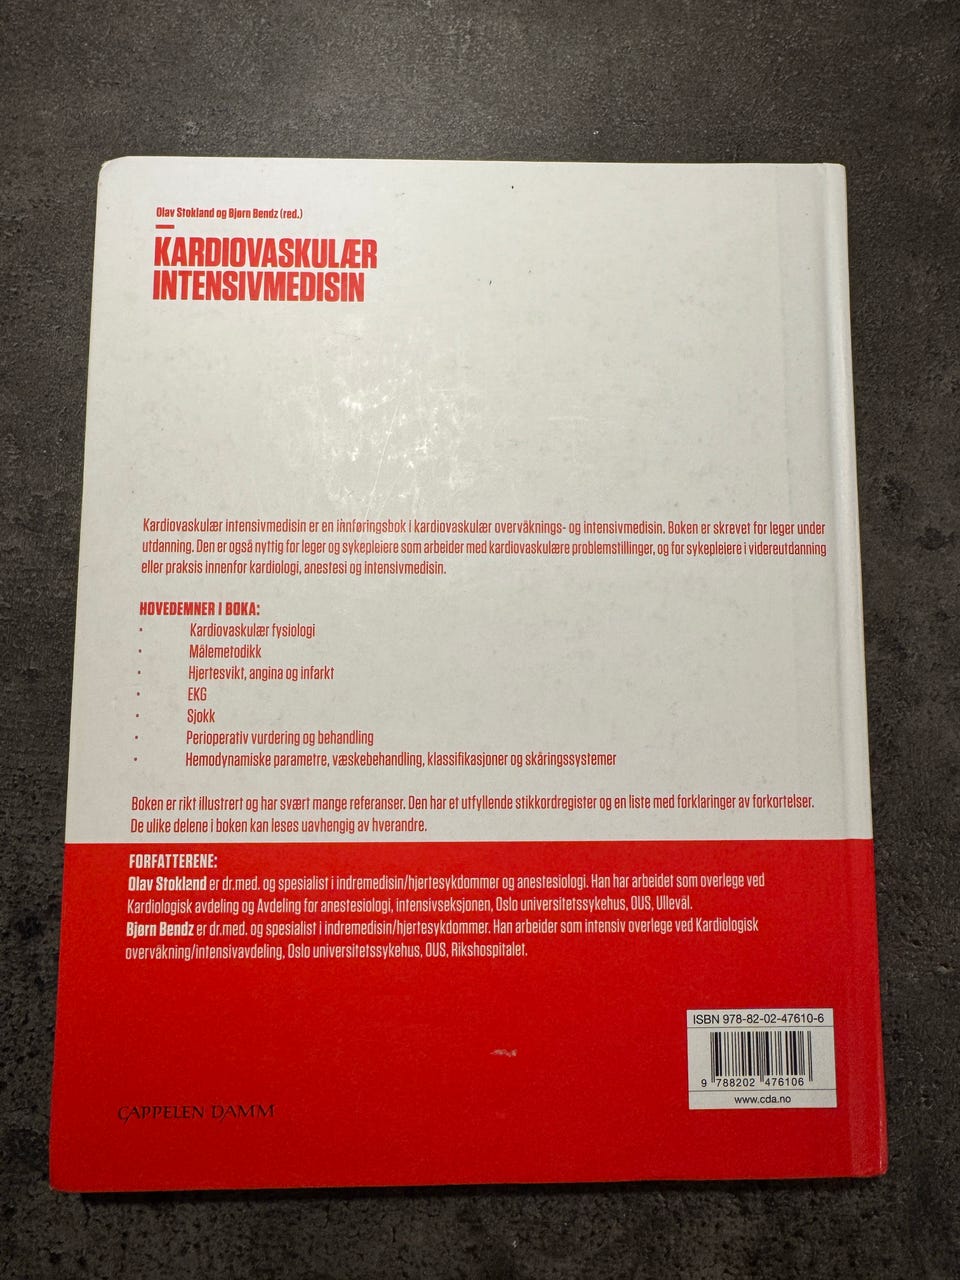 Olav Stokland og Bjørn Bendz (red.)
KARDIOVASKULÆR
INTENSIVMEDISIN
Kardiovaskulær intensivmedisin er en innføringsbok i kardiovaskulær overvåknings- og intensivmedisin. Boken er skrevet for leger under
utdanning. Den er også nyttig for leger og sykepleiere som arbeider med kardiovaskulære problemstillinger, og for sykepleiere i videreutdanning
eller praksis innenfor kardiologi, anestesi og intensivmedisin.
HOVEDEMNER I BOKA:
• Kardiovaskulær fysiologi
• Målemetodikk
• Hjertesvikt, angina og infarkt
• EKG
• Sjokk
• Perioperativ vurdering og behandling
• Hemodynamiske parametre, væskebehandling, klassifikasjoner og skåringssystemer
Boken er rikt illustrert og har svært mange referanser. Den har et utfyllende stikkordregister og en liste med forklaringer av forkortelser.
De ulike delene i boken kan leses uavhengig av hverandre.
FORFATTERENE:
Olav Stokland er dr.med. og spesialist i indremedisin/hjertesykdommer og anestesiologi. Han har arbeidet som overlege ved
Kardiologisk avdeling og Avdeling for anestesiologi, intensivseksjonen, Oslo universitetssykehus, OUS, Ullevål.
Bjørn Bendz er dr.med. og spesialist i indremedisin/hjertesykdommer. Han arbeider som intensiv overlege ved Kardiologisk
overvåkning/intensivavdeling, Oslo universitetssykehus, OUS, Rikshospitalet.
ISBN 978-82-02-47610-6
9 788202 476106
www.cda.no
CAPPELEN DAMM